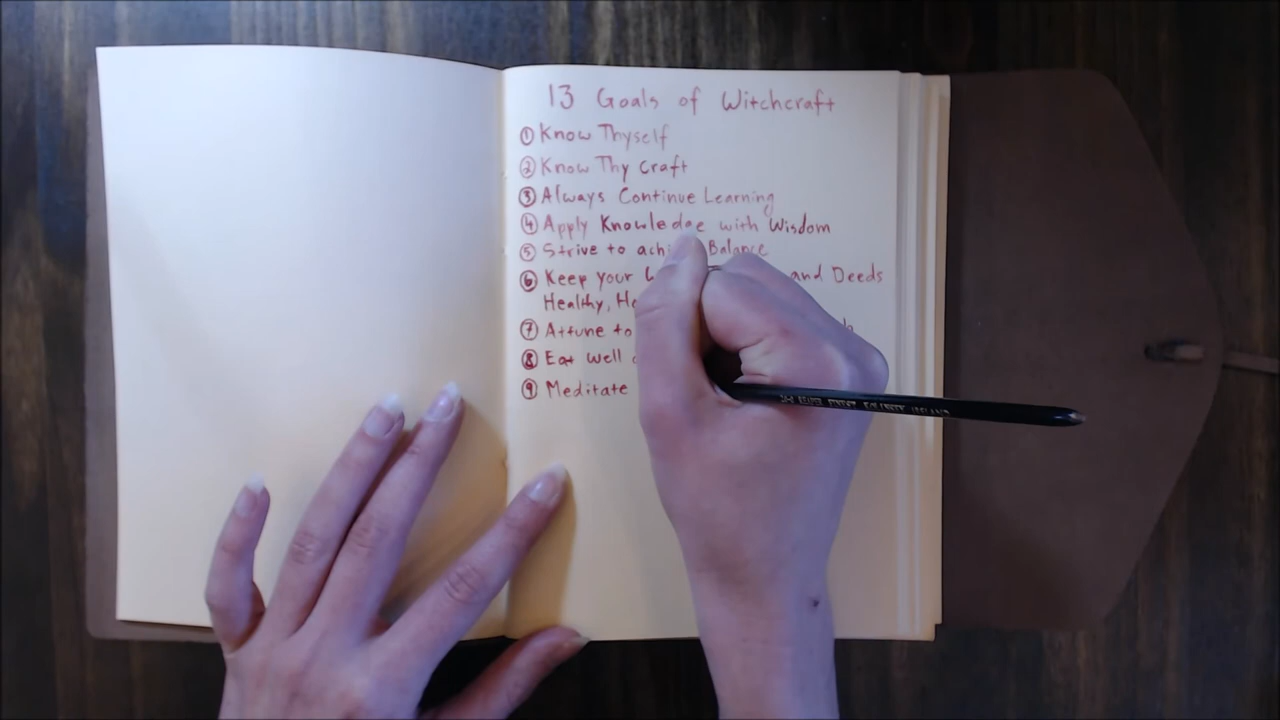 13 Goals of Witchcraft
① Know Thyself
② Know Thy Craft
③ Always Continue Learning
④ Apply Knowledge with Wisdom
⑤ Strive to Balance
⑥ Keep your and Deeds
Healthy,
⑦ Attune to
⑧ Eat well
⑨ Meditate